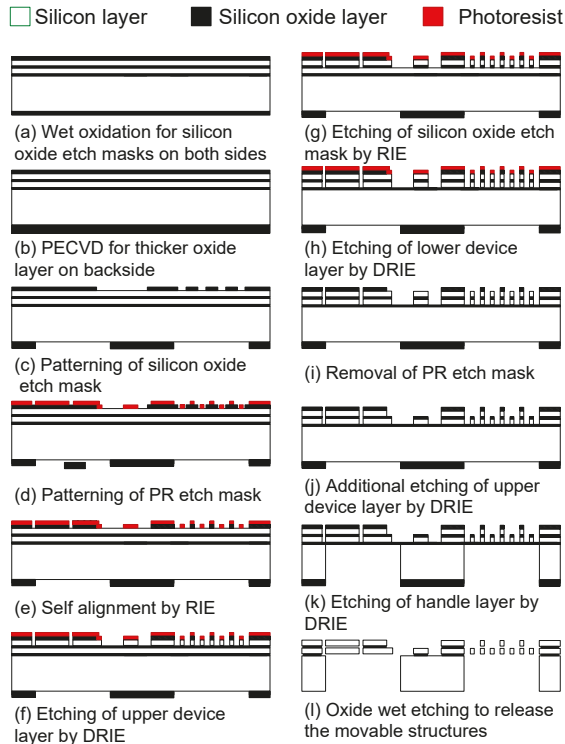 Silicon layer Silicon oxide layer Photoresist
(a) Wet oxidation for silicon
oxide etch masks on both sides
(b) PECVD for thicker oxide
layer on backside
(c) Patterning of silicon oxide
etch mask
(d) Patterning of PR etch mask
(e) Self alignment by RIE
(f) Etching of upper device
layer by DRIE
(g) Etching of silicon oxide etch
mask by RIE
(h) Etching of lower device
layer by DRIE
(i) Removal of PR etch mask
(j) Additional etching of upper
device layer by DRIE
(k) Etching of handle layer by
DRIE
(l) Oxide wet etching to release
the movable structures